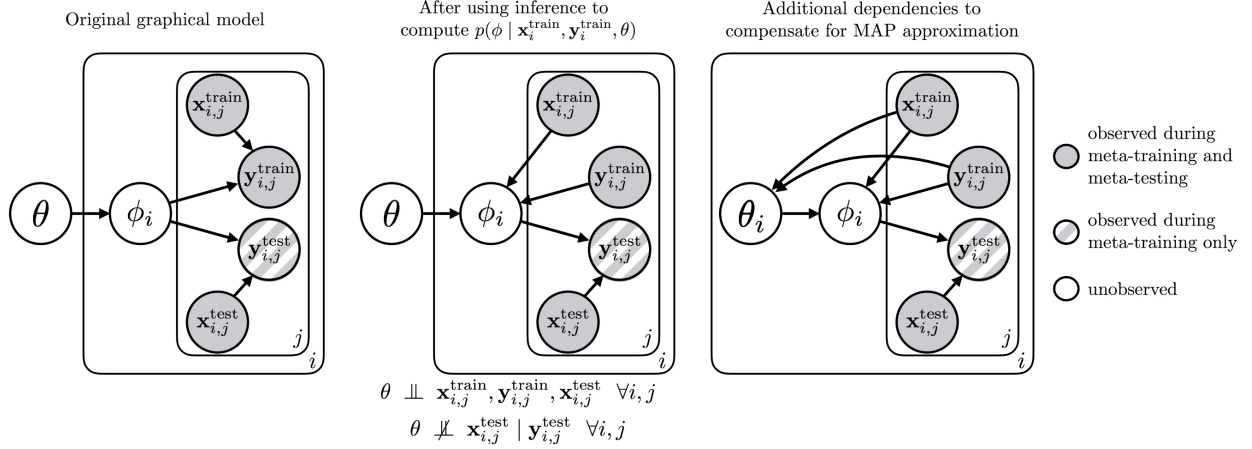 Original graphical model
θ
ϕ_i
x_{i,j}^{train}
y_{i,j}^{train}
y_{i,j}^{test}
x_{i,j}^{test}
j
i
After using inference to
compute p(ϕ | x_i^{train}, y_i^{train}, θ)
θ
ϕ_i
x_{i,j}^{train}
y_{i,j}^{train}
y_{i,j}^{test}
x_{i,j}^{test}
j
i
θ ⫫ x_{i,j}^{train}, y_{i,j}^{train}, x_{i,j}^{test} ∀i, j
θ ⫫̸ x_{i,j}^{test} | y_{i,j}^{test} ∀i, j
Additional dependencies to
compensate for MAP approximation
θ_i
ϕ_i
x_{i,j}^{train}
y_{i,j}^{train}
y_{i,j}^{test}
x_{i,j}^{test}
j
i
observed during
meta-training and
meta-testing
observed during
meta-training only
unobserved